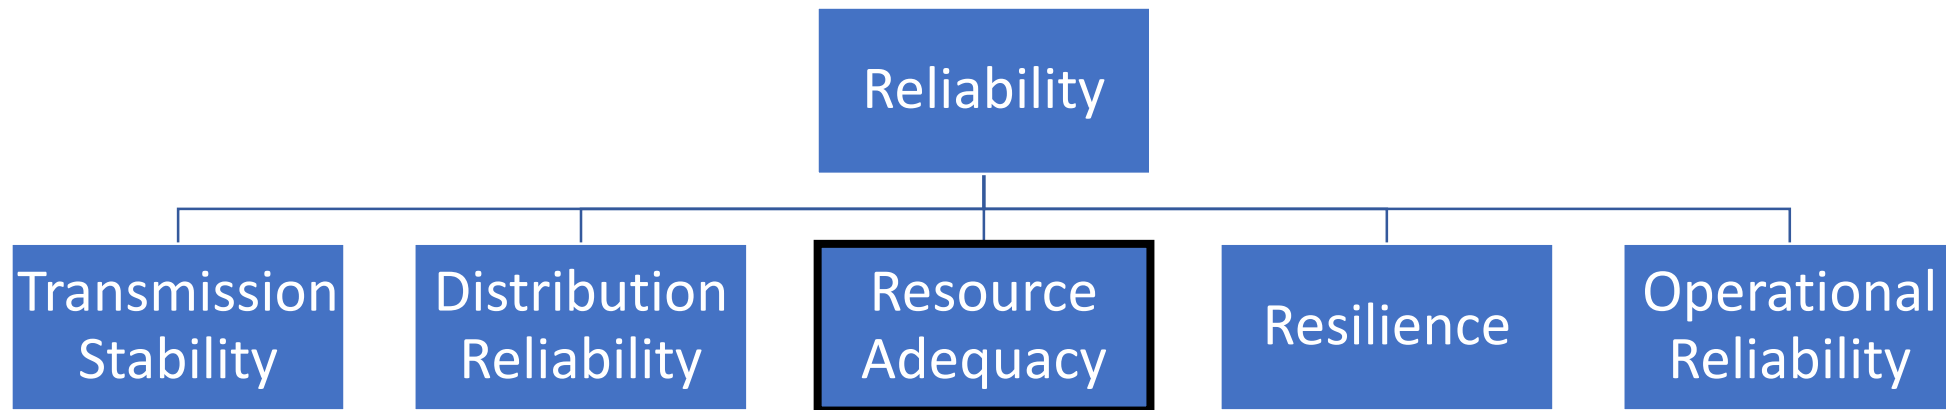 Reliability
Transmission
Stability
Distribution
Reliability
Resource
Adequacy
Resilience
Operational
Reliability